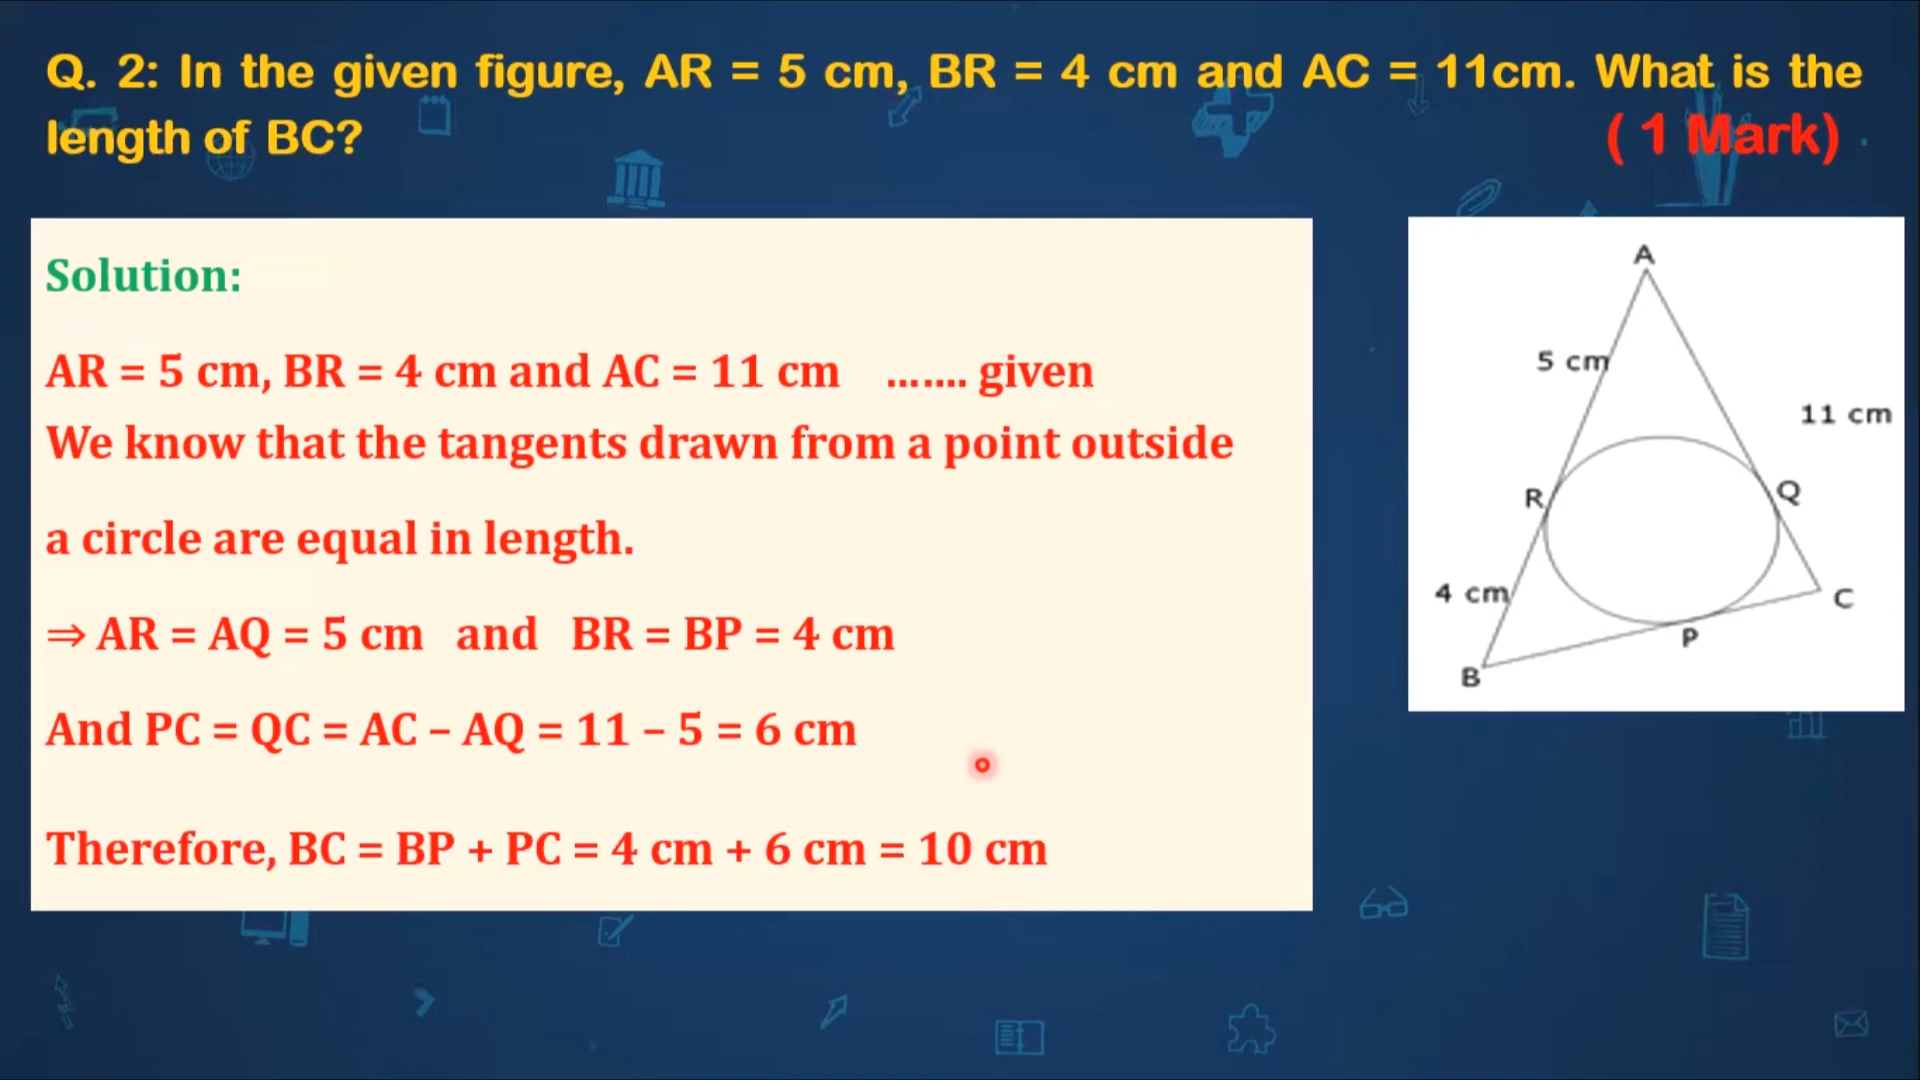 Q. 2: In the given figure, AR = 5 cm, BR = 4 cm and AC = 11cm. What is the
length of BC?
( 1 Mark)
Solution:
AR = 5 cm, BR = 4 cm and AC = 11 cm ....... given
We know that the tangents drawn from a point outside
a circle are equal in length.
⇒ AR = AQ = 5 cm and BR = BP = 4 cm
And PC = QC = AC – AQ = 11 – 5 = 6 cm
Therefore, BC = BP + PC = 4 cm + 6 cm = 10 cm
A
5 cm
11 cm
R
Q
4 cm
C
P
B